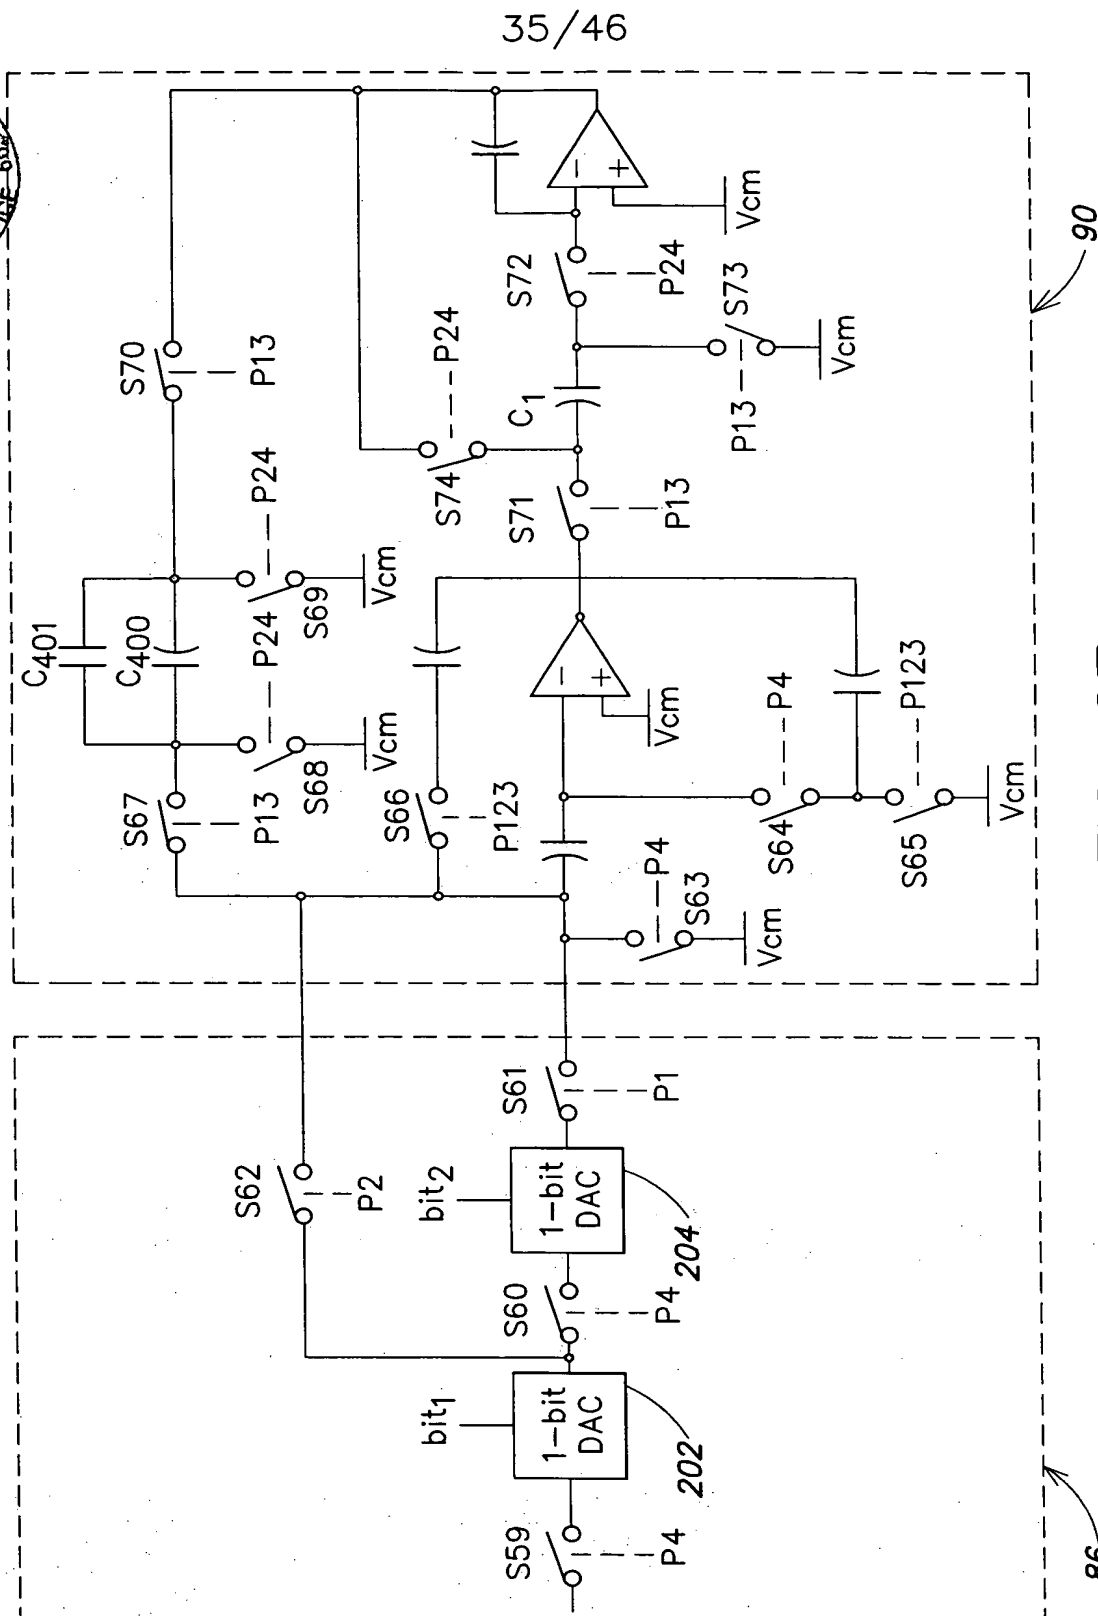 35/46
S70
P13
C401
C400
P24
S69
Vcm
S67
P13
P24
S68
Vcm
S74
P24
S72
P24
C1
S73
P13
Vcm
−
+
Vcm
S71
P13
S66
P123
−
+
Vcm
P4
S63
Vcm
P4
S64
P123
S65
Vcm
90
S62
P2
S61
P1
bit2
1-bit
DAC
204
S60
P4
bit1
1-bit
DAC
202
S59
P4
86